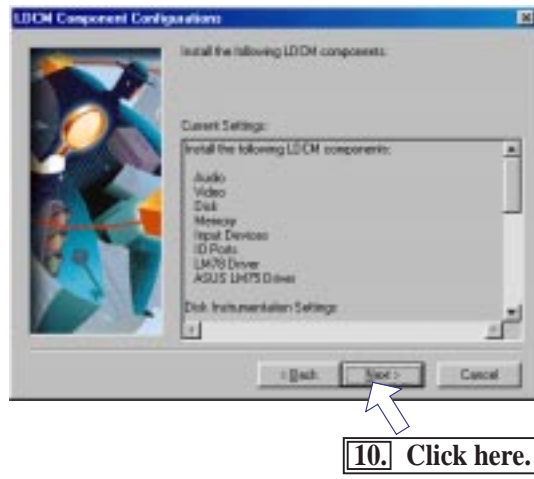 LDCM Component Configurations
Install the following LDCM components:
Current Settings:
Install the following LDCM components:
Audio
Video
Disk
Memory
Input Devices
IO Ports
LM78 Driver
ASUS LM75 Driver
Disk Instrumentation Settings
< Back
Next >
Cancel
10. Click here.